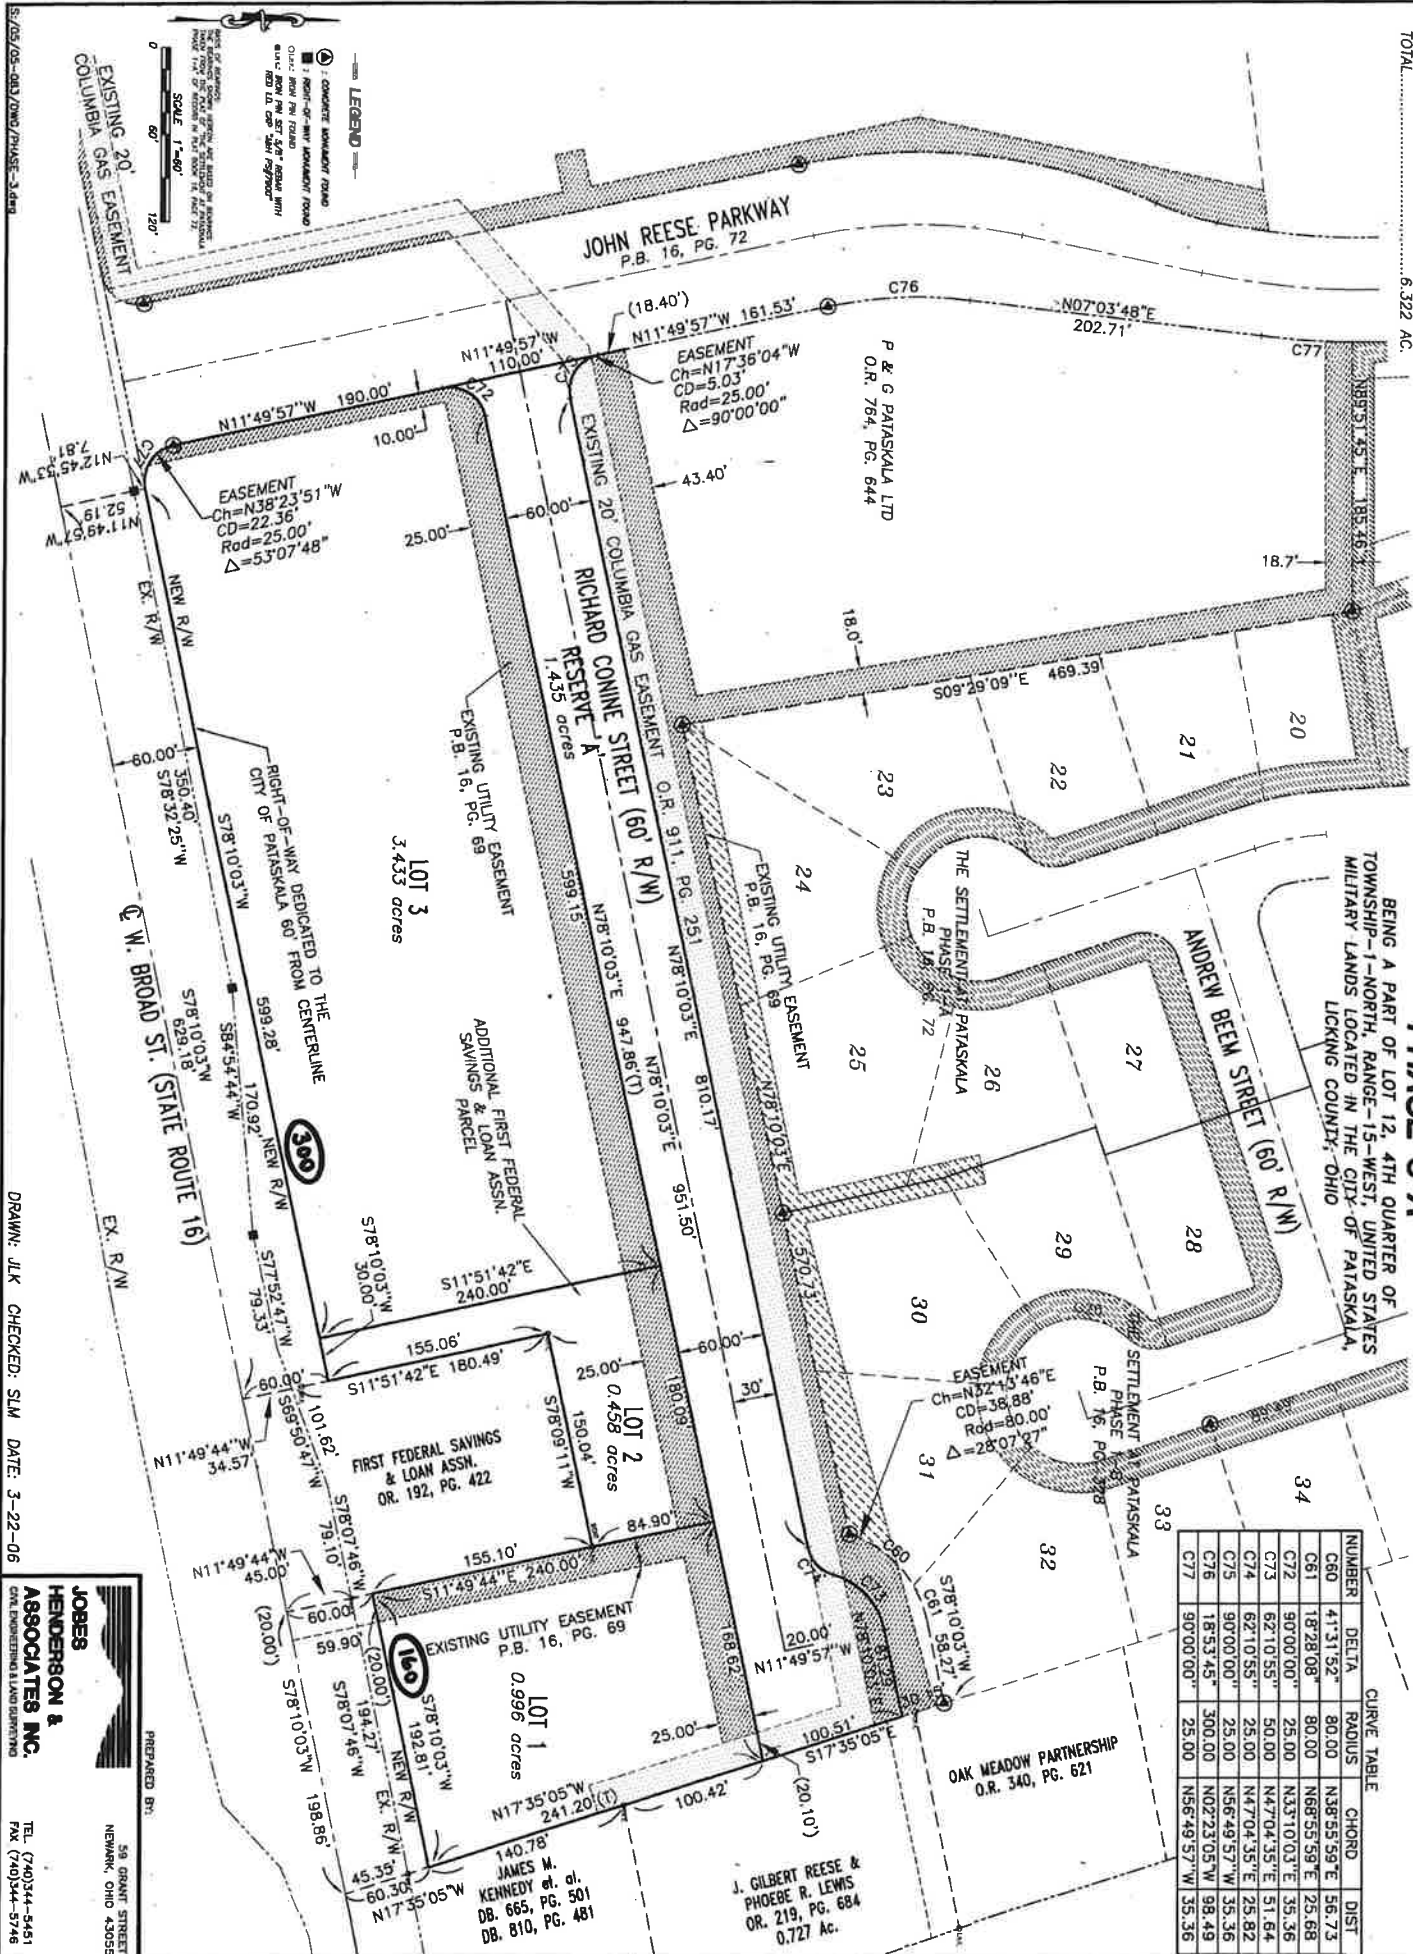 TOTAL..............6.322 AC.
BEING A PART OF LOT 12, 4TH QUARTER OF
TOWNSHIP-1-NORTH, RANGE-15-WEST, UNITED STATES
MILITARY LANDS LOCATED IN THE CITY OF PATASKALA,
LICKING COUNTY, OHIO
LEGEND
: CONCRETE MONUMENT FOUND
: RIGHT-OF-WAY MONUMENT FOUND
SCALE 1"=60'
0 60' 120'
EXISTING 20'
COLUMBIA GAS EASEMENT
S:/05/05-083/DWG/PHASE-3.dwg
JOHN REESE PARKWAY
P.B. 16, PG. 72
(18.40')
N11°49'57"W 161.53'
C76
N07°03'48"E
202.71'
C77
N89°51'45"E 185.46'
18.7'
P & G PATASKALA LTD
O.R. 764, PG. 644
EASEMENT
Ch=N17°36'04"W
CD=5.03'
Rad=25.00'
Δ=90°00'00"
43.40'
18.0'
S09°29'09"E 469.39'
N11°49'57"W
110.00'
C72
N11°49'57"W 190.00'
10.00'
EASEMENT
Ch=N38°23'51"W
CD=22.36'
Rad=25.00'
Δ=53°07'48"
N12°45'33"W
7.81'
N11°49'57"W
52.19'
25.00'
60.00'
EXISTING 20' COLUMBIA GAS EASEMENT O.R. 911, PG. 251
RICHARD CONINE STREET (60' R/W)
RESERVE 'A'
1.435 acres
EXISTING UTILITY EASEMENT
P.B. 16, PG. 69
599.15'
N78°10'03"E 947.86'(T)
N78°10'03"E 951.50'
N78°10'03"E 810.17'
N78°10'03"E
570.73'
EXISTING UTILITY EASEMENT
P.B. 16, PG. 69
20
21
22
23
24
25
26
27
28
29
30
31
32
33
34
THE SETTLEMENT AT PATASKALA
PHASE 1-A
P.B. 16, PG. 72
ANDREW BEEM STREET (60' R/W)
THE SETTLEMENT AT PATASKALA
P.B. 16, PG. 378
EASEMENT
Ch=N32°13'46"E
CD=38.88'
Rad=80.00'
Δ=28°07'27"
NEW R/W
EX. R/W
60.00'
350.40'
S78°32'25"W
S78°10'03"W
599.28'
RIGHT-OF-WAY DEDICATED TO THE
CITY OF PATASKALA 60' FROM CENTERLINE
LOT 3
3.433 acres
300
S84°54'44"W
170.92'
NEW R/W
S78°10'03"W
629.18'
℄ W. BROAD ST. (STATE ROUTE 16)
EX. R/W
ADDITIONAL FIRST FEDERAL
SAVINGS & LOAN ASSN.
PARCEL
S78°10'03"W
30.00'
S11°51'42"E
240.00'
S77°52'47"W
79.33'
155.06'
S11°51'42"E 180.49'
60.00'
N11°49'44"W
34.57'
S69°50'47"W
101.62'
FIRST FEDERAL SAVINGS
& LOAN ASSN.
OR. 192, PG. 422
S78°09'11"W
150.04'
LOT 2
0.458 acres
25.00'
180.09'
60.00'
30'
84.90'
S78°07'46"W
79.10'
N11°49'44"W
45.00'
155.10'
S11°49'44"E 240.00'
60.00'
(20.00')
59.90'
(20.00')
160
EXISTING UTILITY EASEMENT
P.B. 16, PG. 69
LOT 1
0.996 acres
S78°10'03"W
192.81'
NEW R/W
194.27'
S78°07'46"W
EX. R/W
S78°10'03"W 198.86'
168.62'
25.00'
20.00'
N11°49'57"W
C74
C73
C60
S78°10'03"W
C61 58.27'
100.51'
S17°35'05"E
(20.10')
100.42'
N17°35'05"W
241.20'(T)
140.78'
45.35'
60.30'
N17°35'05"W
JAMES M.
KENNEDY et. al.
DB. 665, PG. 501
DB. 810, PG. 481
J. GILBERT REESE &
PHOEBE R. LEWIS
OR. 219, PG. 684
0.727 Ac.
OAK MEADOW PARTNERSHIP
O.R. 340, PG. 621
CURVE TABLE
NUMBER DELTA RADIUS CHORD DIST
C60 41°31'52" 80.00 N38°55'59"E 56.73
C61 18°28'08" 80.00 N68°55'59"E 25.68
C72 90°00'00" 25.00 N33°10'03"E 35.36
C73 62°10'55" 50.00 N47°04'35"E 51.64
C74 62°10'55" 25.00 N47°04'35"E 25.82
C75 90°00'00" 25.00 N56°49'57"W 35.36
C76 18°53'45" 300.00 N02°23'05"W 98.49
C77 90°00'00" 25.00 N56°49'57"W 35.36
DRAWN: JLK CHECKED: SLM DATE: 3-22-06
PREPARED BY:
JOBES
HENDERSON &
ASSOCIATES INC.
CIVIL ENGINEERING & LAND SURVEYING
59 GRANT STREET
NEWARK, OHIO 43055
TEL. (740)344-5451
FAX (740)344-5746